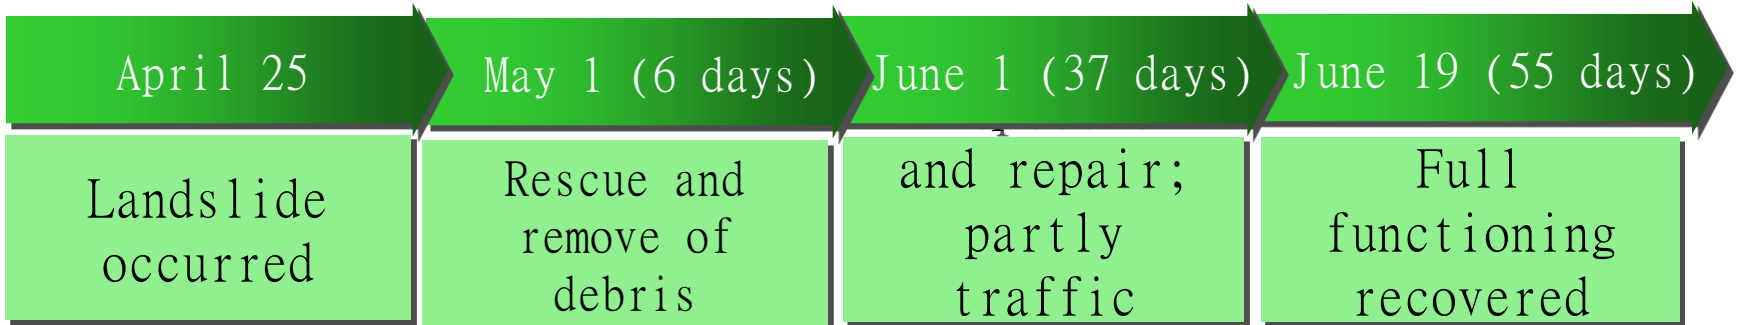 April 25
May 1 (6 days)
June 1 (37 days)
June 19 (55 days)
Landslide
occurred
Rescue and
remove of
debris
and repair;
partly
traffic
Full
functioning
recovered